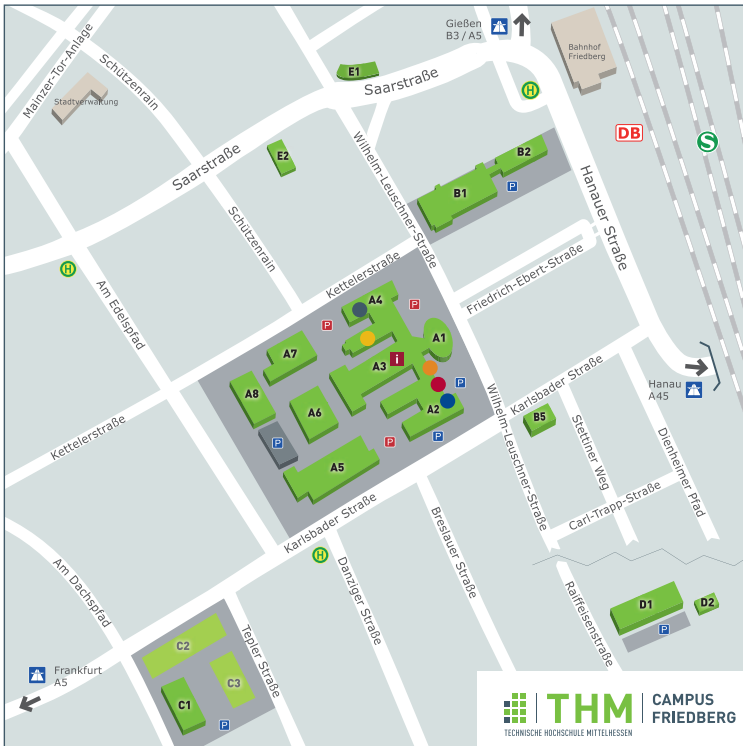 Gießen
B3 / A5
Bahnhof
Friedberg
Mainzer-Tor-Anlage
Schützenrain
Stadtverwaltung
E1
Saarstraße
H
DB
S
E2
Saarstraße
Wilhelm-Leuschner-Straße
B2
B1
P
Hanauer Straße
Schützenrain
H
Am Edelspfad
Kettelerstraße
Friedrich-Ebert-Straße
A4
P
P
A1
A7
A3
i
A8
A6
A2
P
P
P
P
A5
Kettelerstraße
Karlsbader Straße
Hanau
A45
B5
Wilhelm-Leuschner-Straße
Stettiner Weg
Dienheimer Pfad
Carl-Trapp-Straße
Karlsbader Straße
H
Breslauer Straße
Danziger Straße
Am Dachspfad
Raiffeisenstraße
D1
D2
P
Tepler Straße
C2
C3
C1
P
Frankfurt
A5
THM
CAMPUS
FRIEDBERG
TECHNISCHE HOCHSCHULE MITTELHESSEN